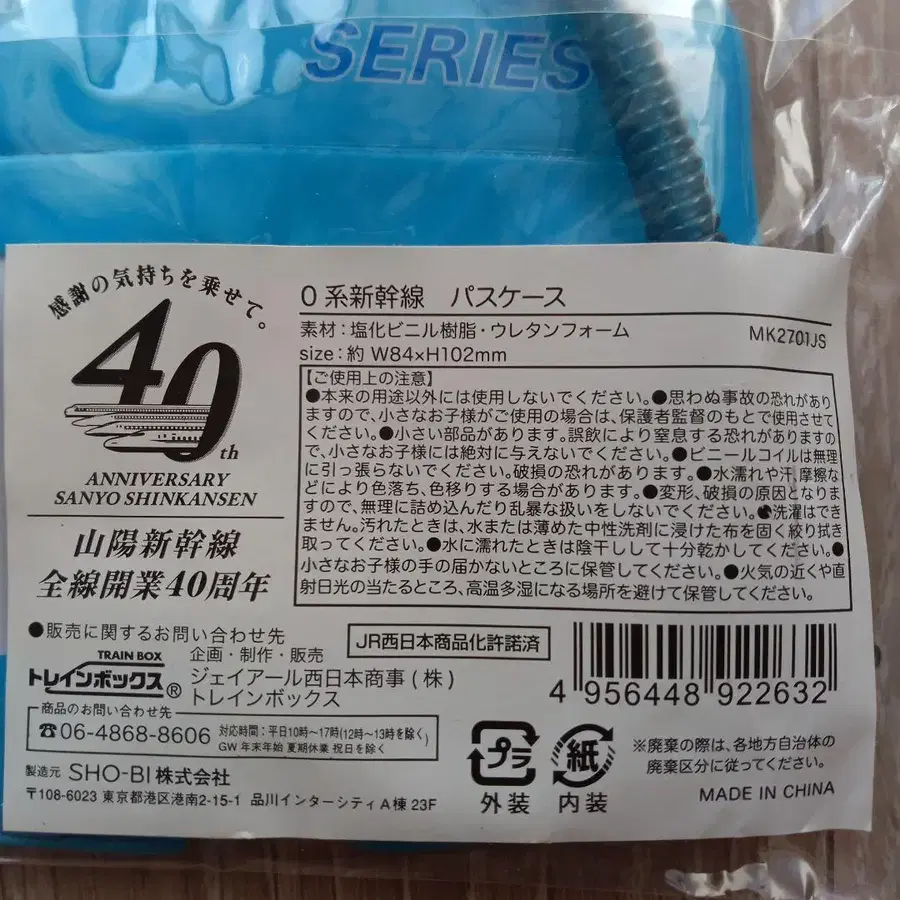 SERIES
感謝の気持ちを乗せて。
40th
ANNIVERSARY
SANYO SHINKANSEN
山陽新幹線
全線開業40周年
0系新幹線 パスケース
素材：塩化ビニル樹脂・ウレタンフォーム
MK2701JS
size：約 W84×H102mm
【ご使用上の注意】
●本来の用途以外には使用しないでください。●思わぬ事故の恐れがあり
ますので、小さなお子様がご使用の場合は、保護者監督のもとで使用させて
ください。●小さい部品があります。誤飲により窒息する恐れがありますの
で、小さなお子様には絶対に与えないでください。●ビニールコイルは無理
に引っ張らないでください。破損の恐れがあります。●水濡れや汗、摩擦な
どにより色落ち、色移りする場合があります。●変形、破損の原因となりま
すので、無理に詰め込んだり乱暴な扱いをしないでください。●洗濯はでき
ません。汚れたときは、水または薄めた中性洗剤に浸けた布を固く絞り拭き
取ってください。●水に濡れたときは陰干しして十分乾かしてください。●
小さなお子様の手の届かないところに保管してください。●火気の近くや直
射日光の当たるところ、高温多湿になる場所を避けて保管してください。
●販売に関するお問い合わせ先
TRAIN BOX
トレインボックス®
企画・制作・販売
ジェイアール西日本商事(株)
トレインボックス
JR西日本商品化許諾済
商品のお問い合わせ先
☎06-4868-8606
対応時間：平日10時〜17時(12時〜13時を除く)
GW 年末年始 夏期休業 祝日を除く
製造元 SHO-BI株式会社
〒108-6023 東京都港区港南2-15-1 品川インターシティA棟 23F
4 956448 922632
プラ
外装
紙
内装
※廃棄の際は、各地方自治体の
廃棄区分に従ってください。
MADE IN CHINA